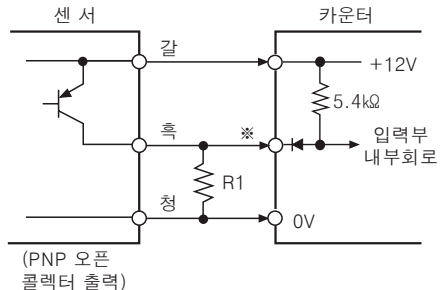 센 서
카운터
갈
+12V
5.4kΩ
흑
※
입력부
내부회로
R1
청
0V
(PNP 오픈
콜렉터 출력)